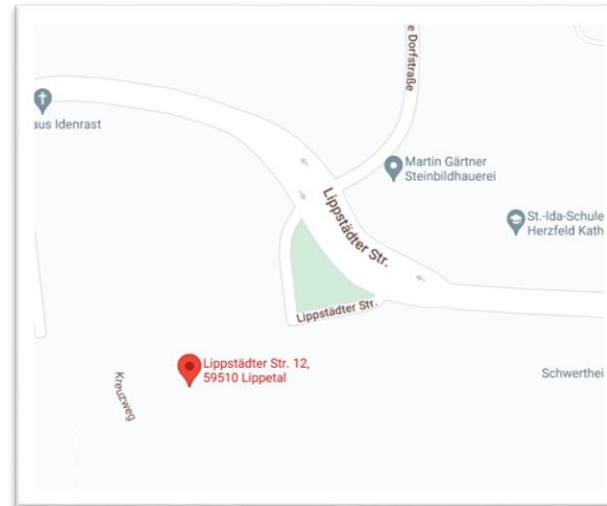 e Dorfstraße
aus Idenrast
Martin Gärtner
Steinbildhauerei
Lippstädter Str.
St.-Ida-Schule
Herzfeld Kath
Lippstädter Str.
Lippstädter Str. 12,
59510 Lippetal
Schwerthei
Kreuzweg